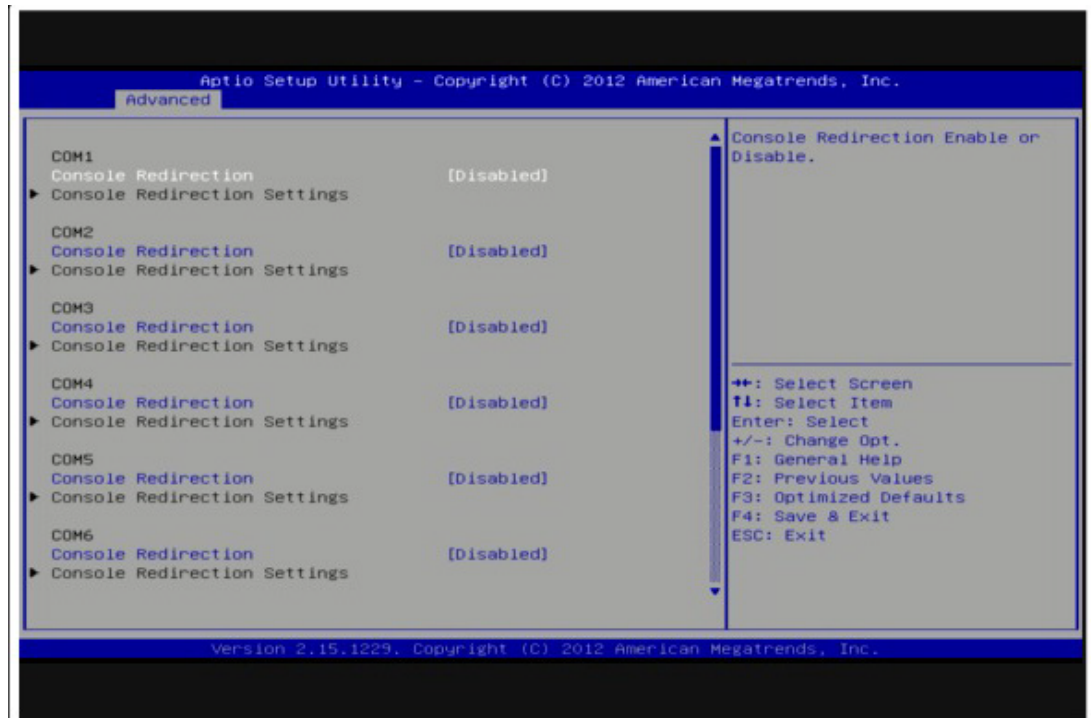 Aptio Setup Utility - Copyright (C) 2012 American Megatrends, Inc.
Advanced
COM1
Console Redirection [Disabled]
► Console Redirection Settings
COM2
Console Redirection [Disabled]
► Console Redirection Settings
COM3
Console Redirection [Disabled]
► Console Redirection Settings
COM4
Console Redirection [Disabled]
► Console Redirection Settings
COM5
Console Redirection [Disabled]
► Console Redirection Settings
COM6
Console Redirection [Disabled]
► Console Redirection Settings
Console Redirection Enable or
Disable.
→←: Select Screen
↑↓: Select Item
Enter: Select
+/-: Change Opt.
F1: General Help
F2: Previous Values
F3: Optimized Defaults
F4: Save & Exit
ESC: Exit
Version 2.15.1229. Copyright (C) 2012 American Megatrends, Inc.